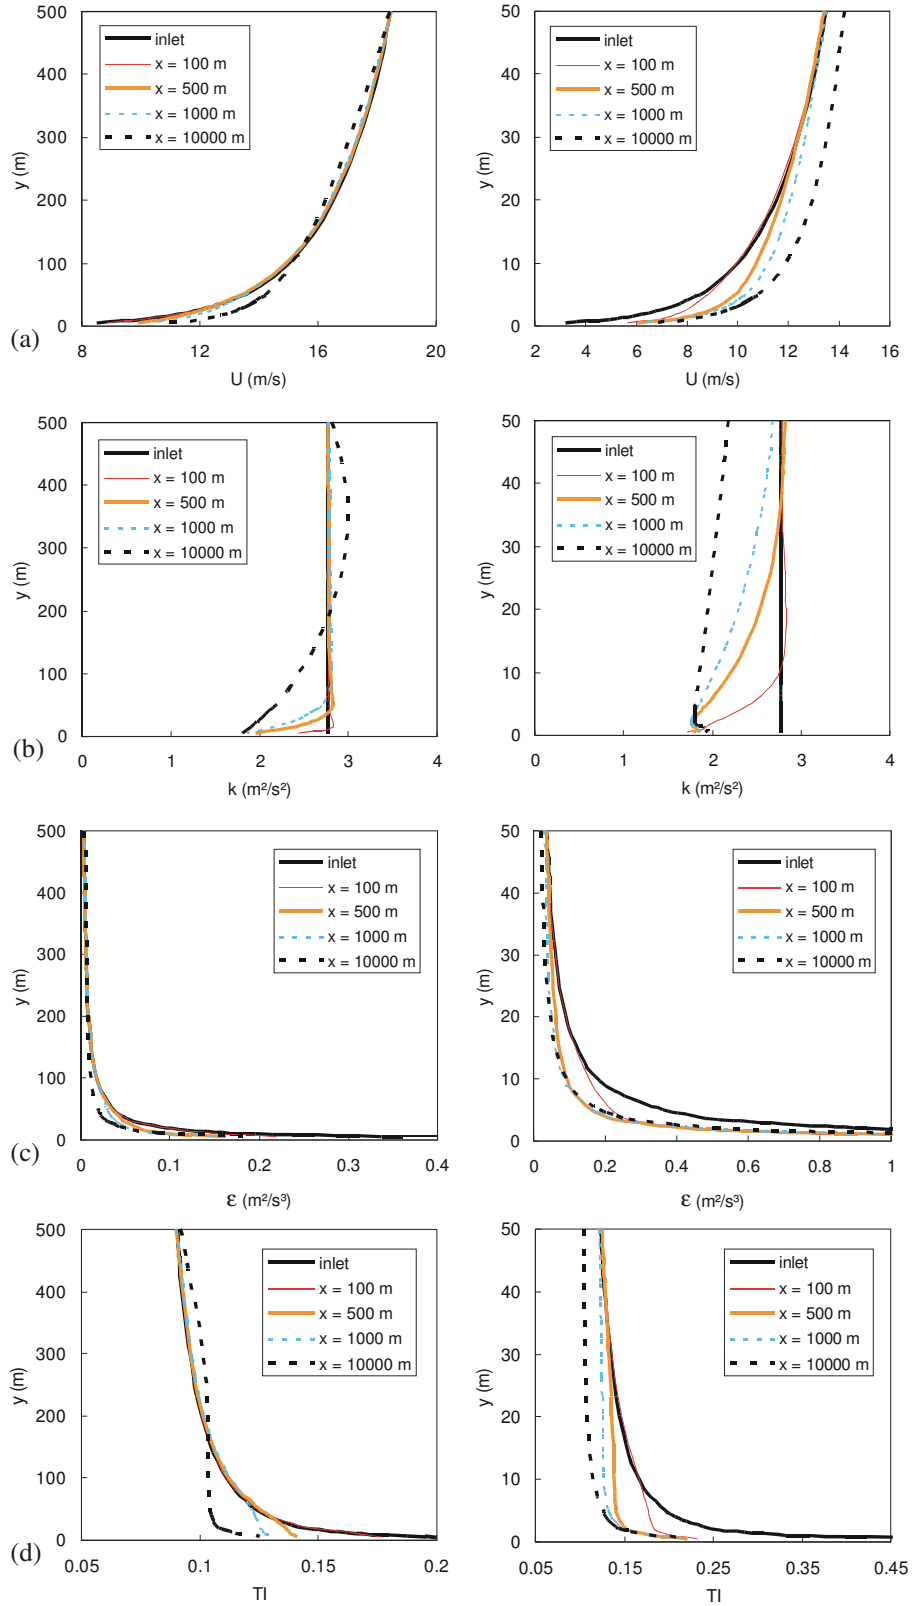 500
400
300
200
100
0
y (m)
inlet
x = 100 m
x = 500 m
x = 1000 m
x = 10000 m
8
12
16
20
U (m/s)
(a)
50
40
30
20
10
0
y (m)
inlet
x = 100 m
x = 500 m
x = 1000 m
x = 10000 m
2
4
6
8
10
12
14
16
U (m/s)
500
400
300
200
100
0
y (m)
inlet
x = 100 m
x = 500 m
x = 1000 m
x = 10000 m
0
1
2
3
4
k (m²/s²)
(b)
50
40
30
20
10
0
y (m)
inlet
x = 100 m
x = 500 m
x = 1000 m
x = 10000 m
0
1
2
3
4
k (m²/s²)
500
400
300
200
100
0
y (m)
inlet
x = 100 m
x = 500 m
x = 1000 m
x = 10000 m
0
0.1
0.2
0.3
0.4
ε (m²/s³)
(c)
50
40
30
20
10
0
y (m)
inlet
x = 100 m
x = 500 m
x = 1000 m
x = 10000 m
0
0.2
0.4
0.6
0.8
1
ε (m²/s³)
500
400
300
200
100
0
y (m)
inlet
x = 100 m
x = 500 m
x = 1000 m
x = 10000 m
0.05
0.1
0.15
0.2
TI
(d)
50
40
30
20
10
0
y (m)
inlet
x = 100 m
x = 500 m
x = 1000 m
x = 10000 m
0.05
0.15
0.25
0.35
0.45
TI